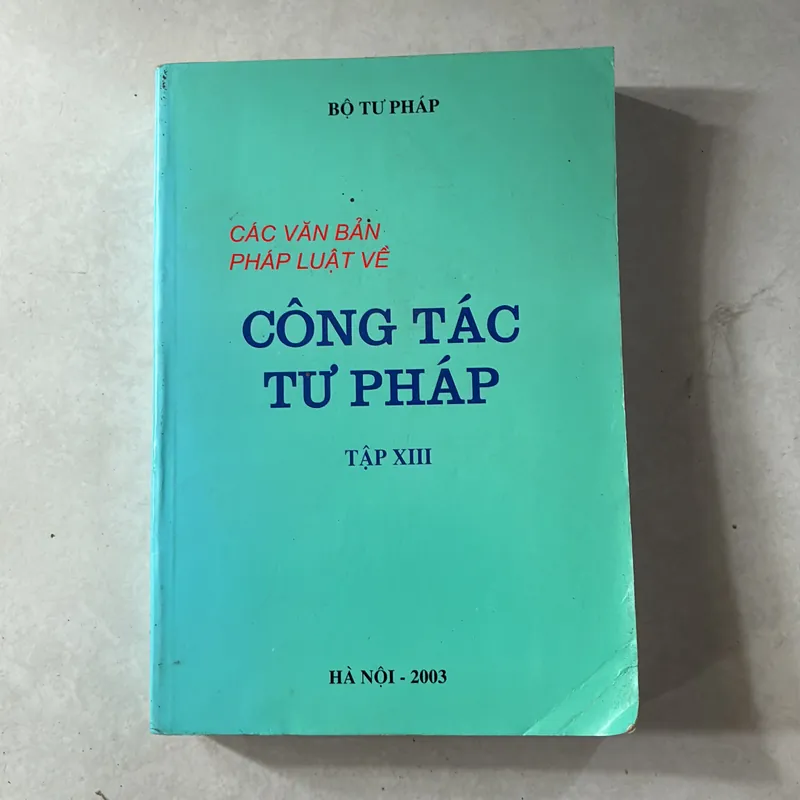 BỘ TƯ PHÁP
CÁC VĂN BẢN
PHÁP LUẬT VỀ
CÔNG TÁC
TƯ PHÁP
TẬP XIII
HÀ NỘI - 2003